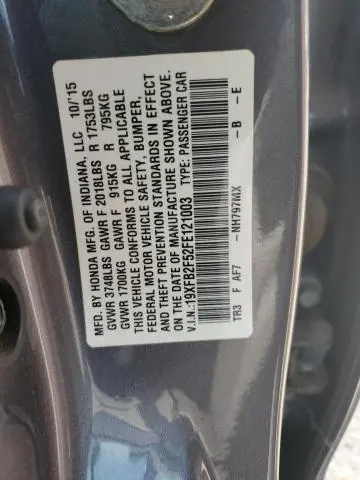 MFD. BY HONDA MFG. OF INDIANA, LLC 10/'15
GVWR 3748LBS GAWR F 2018LBS R 1753LBS
GVWR 1700KG GAWR F 915KG R 795KG
THIS VEHICLE CONFORMS TO ALL APPLICABLE
FEDERAL MOTOR VEHICLE SAFETY, BUMPER,
AND THEFT PREVENTION STANDARDS IN EFFECT
ON THE DATE OF MANUFACTURE SHOWN ABOVE.
V.I.N.:19XFB2F52FE121003 TYPE: PASSENGER CAR
TR3 F AF7 -NH797MX -B -E